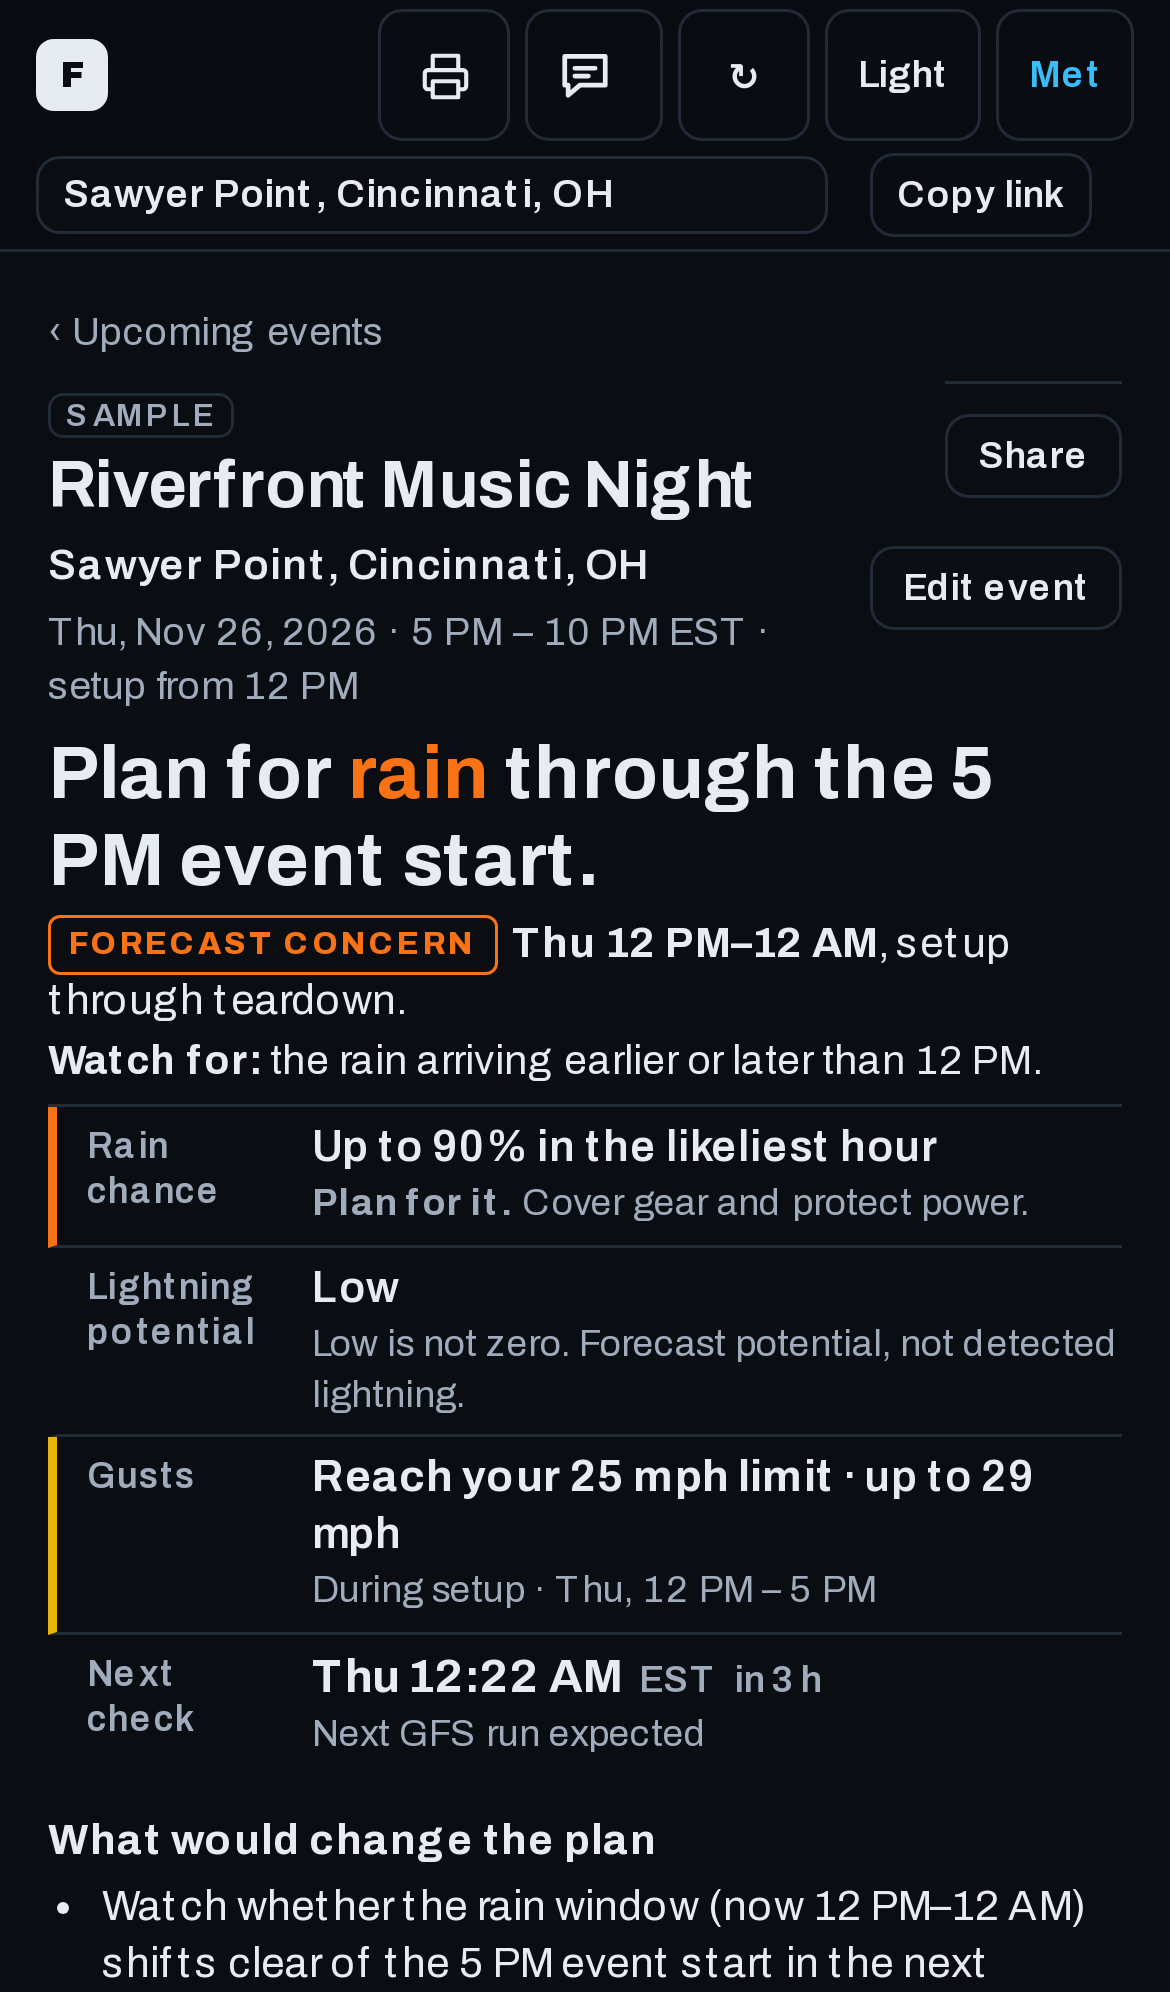 F
Light
Met
Sawyer Point, Cincinnati, OH
Copy link
‹ Upcoming events
SAMPLE
Share
Riverfront Music Night
Sawyer Point, Cincinnati, OH
Edit event
Thu, Nov 26, 2026 · 5 PM – 10 PM EST ·
setup from 12 PM
Plan for rain through the 5
PM event start.
FORECAST CONCERN Thu 12 PM–12 AM, setup
through teardown.
Watch for: the rain arriving earlier or later than 12 PM.
Rain
chance
Up to 90% in the likeliest hour
Plan for it. Cover gear and protect power.
Lightning
potential
Low
Low is not zero. Forecast potential, not detected
lightning.
Gusts
Reach your 25 mph limit · up to 29
mph
During setup · Thu, 12 PM – 5 PM
Next
check
Thu 12:22 AM EST in 3 h
Next GFS run expected
What would change the plan
• Watch whether the rain window (now 12 PM–12 AM)
shifts clear of the 5 PM event start in the next